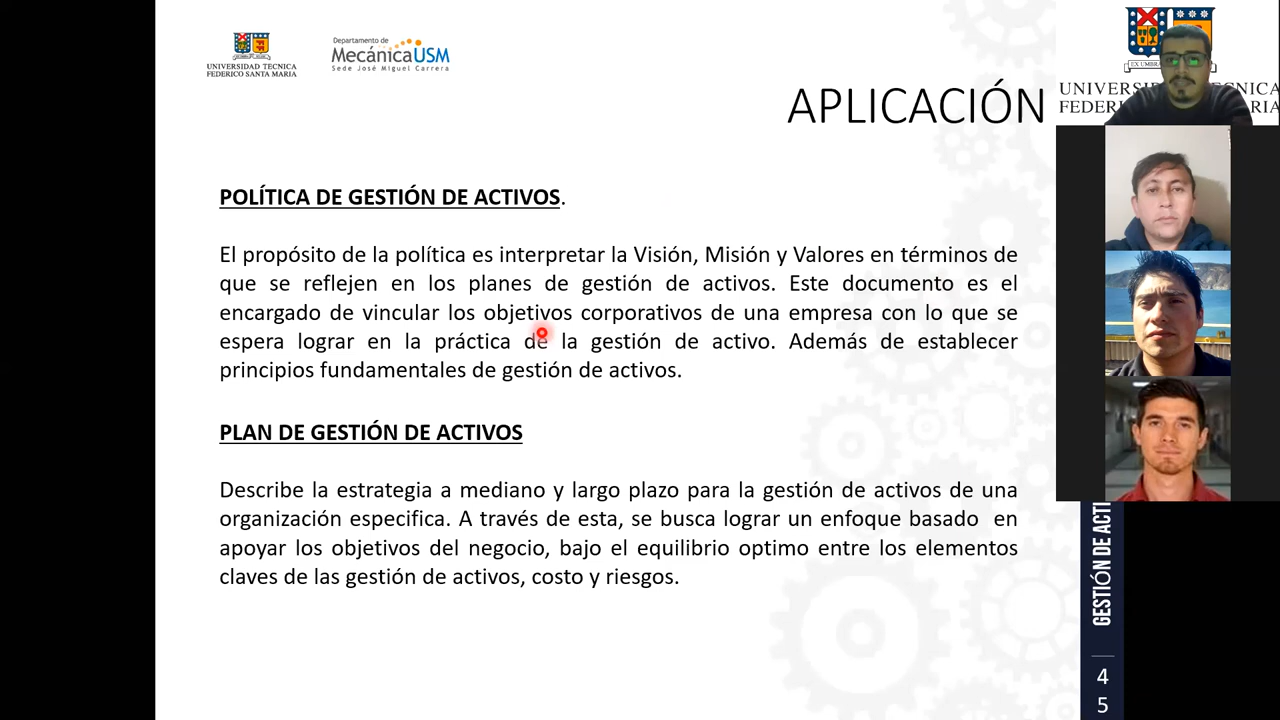 UNIVERSIDAD TECNICA
FEDERICO SANTA MARIA
Departamento de
MecánicaUSM
Sede José Miguel Carrera
APLICACIÓN
POLÍTICA DE GESTIÓN DE ACTIVOS.
El propósito de la política es interpretar la Visión, Misión y Valores en términos de
que se reflejen en los planes de gestión de activos. Este documento es el
encargado de vincular los objetivos corporativos de una empresa con lo que se
espera lograr en la práctica de la gestión de activo. Además de establecer
principios fundamentales de gestión de activos.
PLAN DE GESTIÓN DE ACTIVOS
Describe la estrategia a mediano y largo plazo para la gestión de activos de una
organización especifica. A través de esta, se busca lograr un enfoque basado en
apoyar los objetivos del negocio, bajo el equilibrio optimo entre los elementos
claves de las gestión de activos, costo y riesgos.
GESTIÓN DE ACTI
4
5